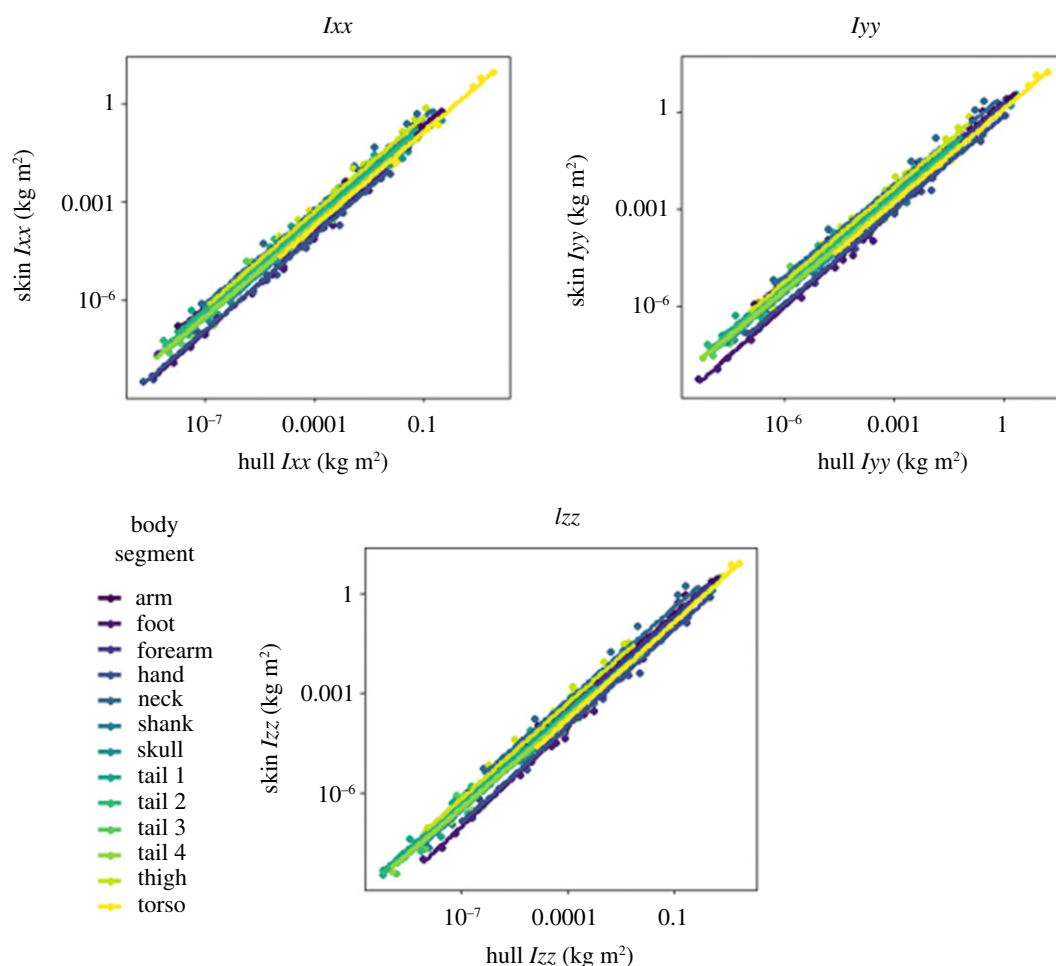 Ixx
1
0.001
10⁻⁶
skin Ixx (kg m²)
10⁻⁷ 0.0001 0.1
hull Ixx (kg m²)
Iyy
1
0.001
10⁻⁶
skin Iyy (kg m²)
10⁻⁶ 0.001 1
hull Iyy (kg m²)
body
segment
arm
foot
forearm
hand
neck
shank
skull
tail 1
tail 2
tail 3
tail 4
thigh
torso
lzz
1
0.001
10⁻⁶
skin Izz (kg m²)
10⁻⁷ 0.0001 0.1
hull Izz (kg m²)